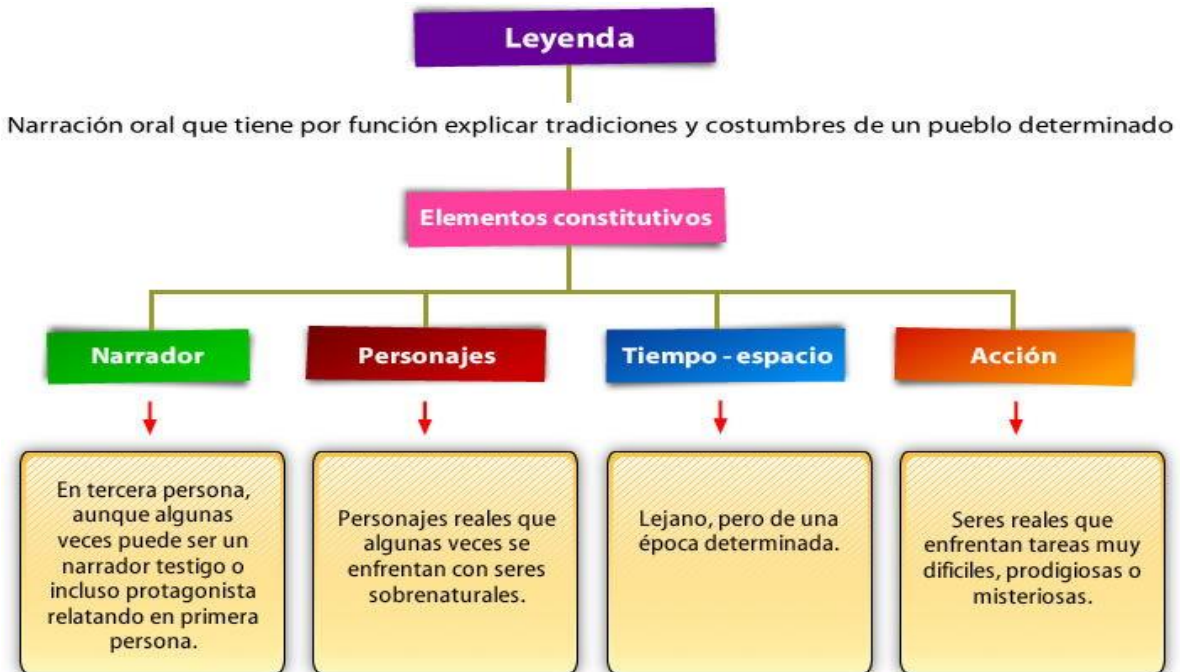 Leyenda
Narración oral que tiene por función explicar tradiciones y costumbres de un pueblo determinado
Elementos constitutivos
Narrador
Personajes
Tiempo - espacio
Acción
En tercera persona,
aunque algunas
veces puede ser un
narrador testigo o
incluso protagonista
relatando en primera
persona.
Personajes reales que
algunas veces se
enfrentan con seres
sobrenaturales.
Lejano, pero de una
época determinada.
Seres reales que
enfrentan tareas muy
dificiles, prodigiosas o
misteriosas.